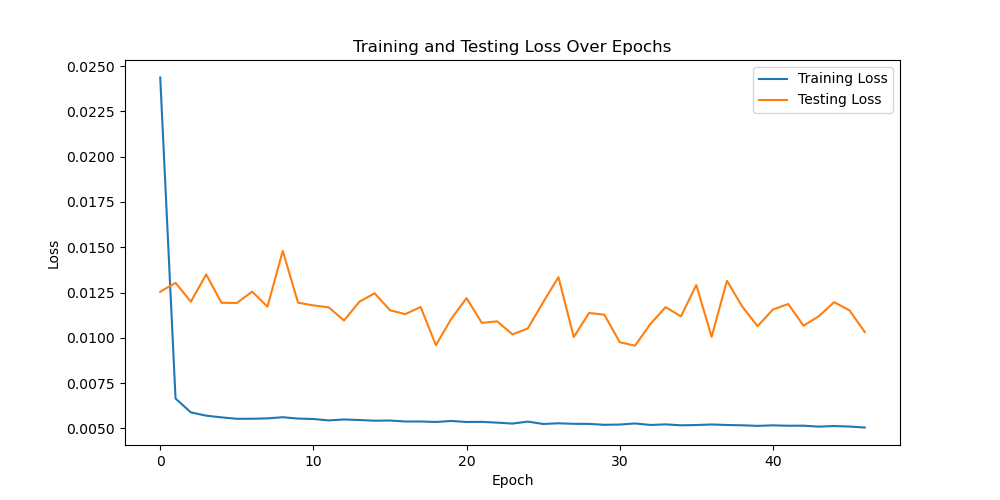 Training and Testing Loss Over Epochs
Training Loss
Testing Loss
Loss
0.0250
0.0225
0.0200
0.0175
0.0150
0.0125
0.0100
0.0075
0.0050
0
10
20
30
40
Epoch